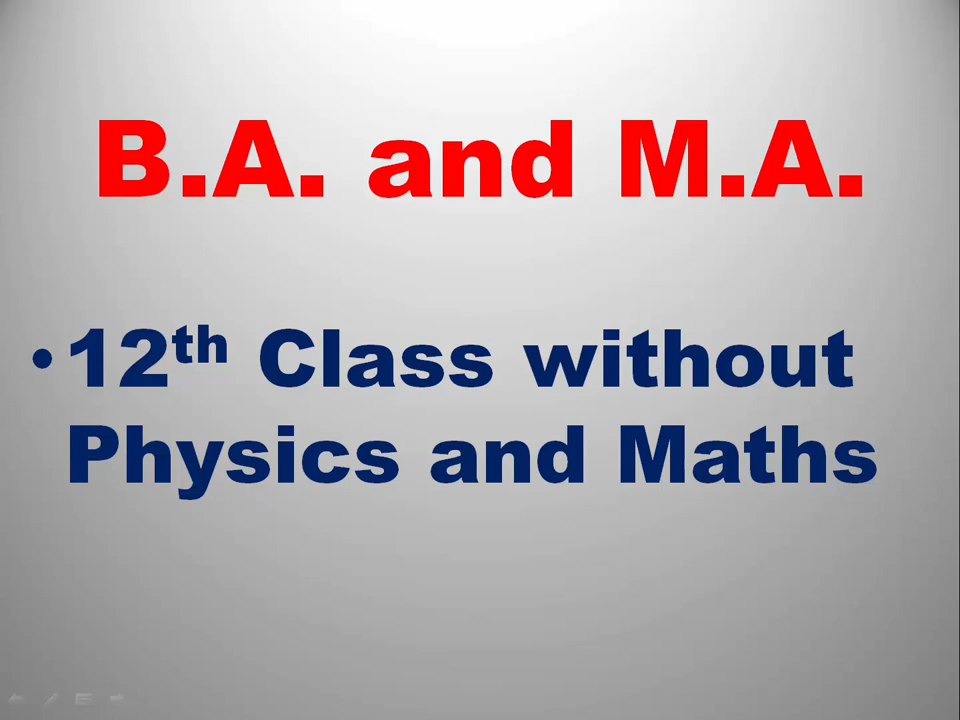 B.A. and M.A.
• 12th Class without
Physics and Maths